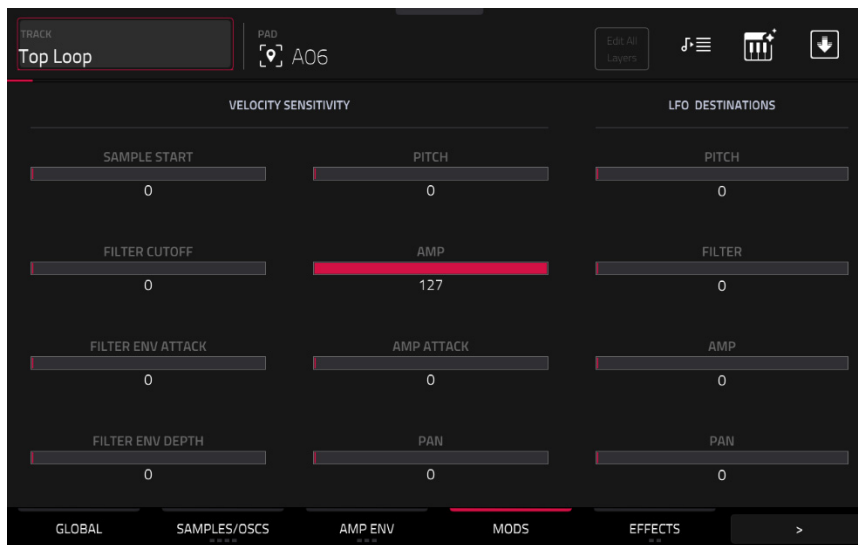 TRACK
Top Loop
PAD
A06
Edit All
Layers
VELOCITY SENSITIVITY
LFO DESTINATIONS
SAMPLE START
PITCH
PITCH
0
0
0
FILTER CUTOFF
AMP
FILTER
0
127
0
FILTER ENV ATTACK
AMP ATTACK
AMP
0
0
0
FILTER ENV DEPTH
PAN
PAN
0
0
0
GLOBAL
SAMPLES/OSCS
AMP ENV
MODS
EFFECTS
>